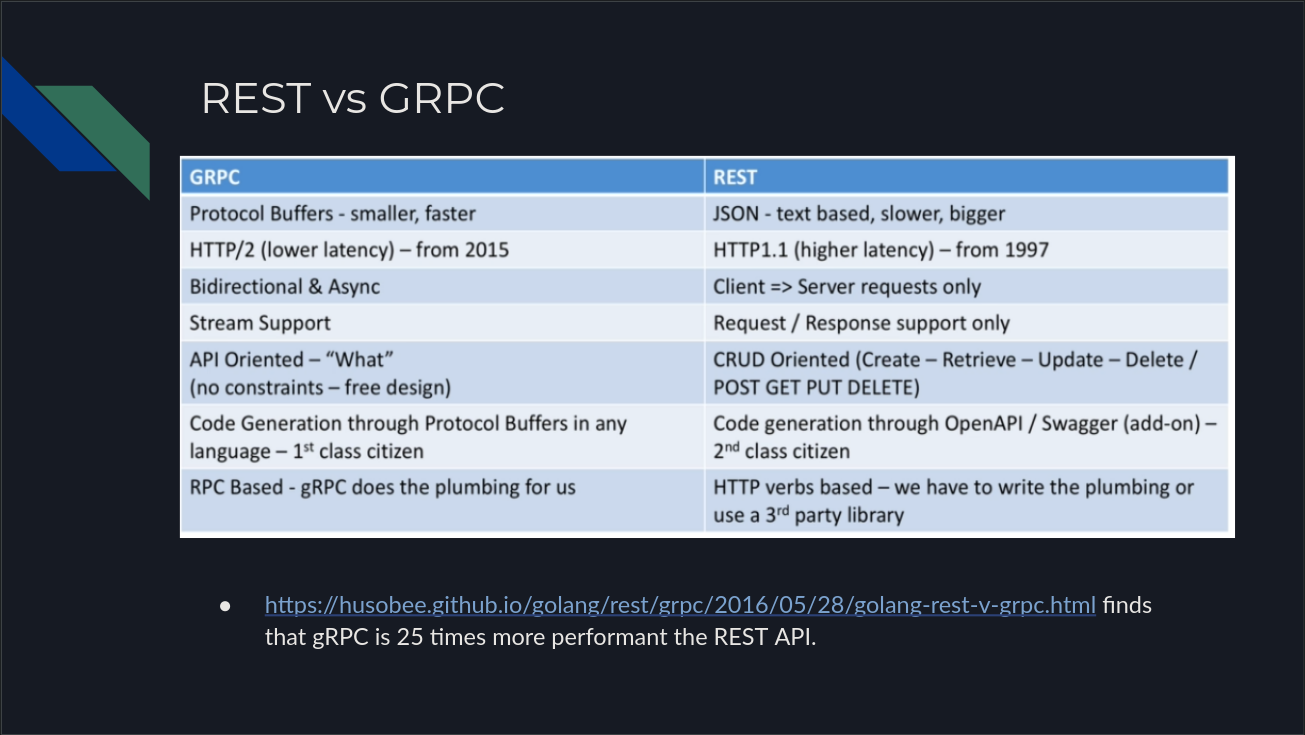 REST vs GRPC
GRPC
REST
Protocol Buffers - smaller, faster
JSON - text based, slower, bigger
HTTP/2 (lower latency) – from 2015
HTTP1.1 (higher latency) – from 1997
Bidirectional & Async
Client => Server requests only
Stream Support
Request / Response support only
API Oriented – “What”
(no constraints – free design)
CRUD Oriented (Create – Retrieve – Update – Delete /
POST GET PUT DELETE)
Code Generation through Protocol Buffers in any
language – 1st class citizen
Code generation through OpenAPI / Swagger (add-on) –
2nd class citizen
RPC Based - gRPC does the plumbing for us
HTTP verbs based – we have to write the plumbing or
use a 3rd party library
● https://husobee.github.io/golang/rest/grpc/2016/05/28/golang-rest-v-grpc.html finds
that gRPC is 25 times more performant the REST API.